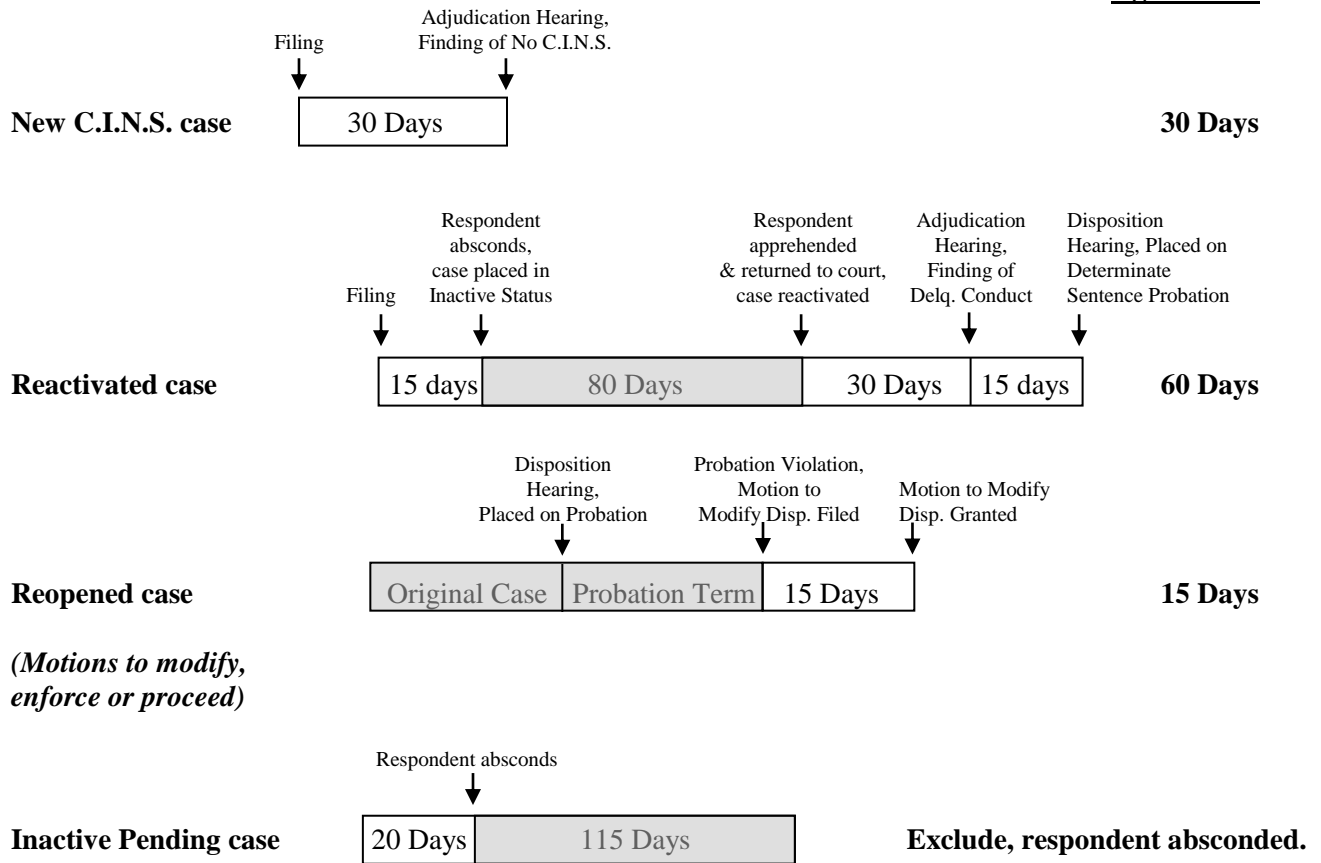 Adjudication Hearing,
Filing Finding of No C.I.N.S.
New C.I.N.S. case 30 Days 30 Days
Respondent absconds, case placed in Inactive Status
Respondent apprehended & returned to court, case reactivated
Adjudication Hearing, Finding of Delq. Conduct
Disposition Hearing, Placed on Determinate Sentence Probation
Filing
Reactivated case 15 days 80 Days 30 Days 15 days 60 Days
Disposition Hearing, Placed on Probation
Probation Violation, Motion to Modify Disp. Filed
Motion to Modify Disp. Granted
Reopened case Original Case Probation Term 15 Days 15 Days
(Motions to modify,
enforce or proceed)
Respondent absconds
Inactive Pending case 20 Days 115 Days Exclude, respondent absconded.